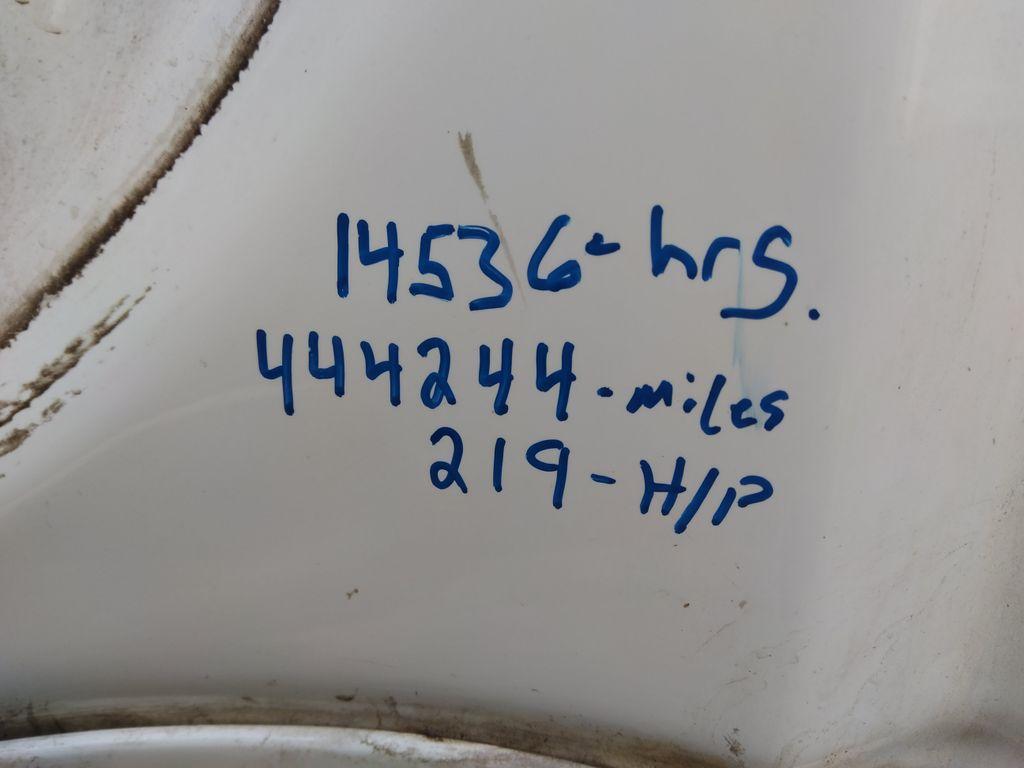 14536- hrs.
444244 - miles
219 - H/P